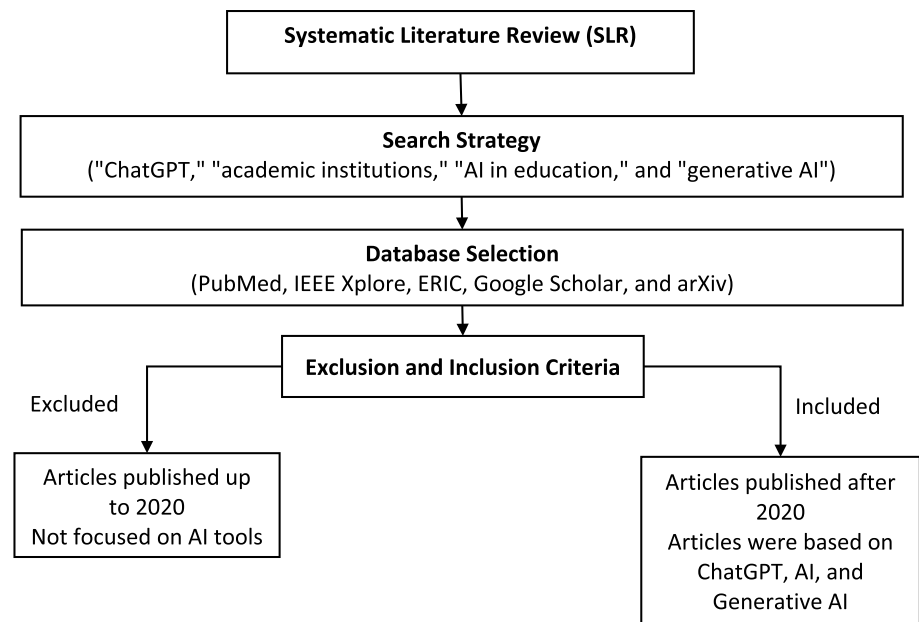 Systematic Literature Review (SLR)
Search Strategy
("ChatGPT," "academic institutions," "AI in education," and "generative AI")
Database Selection
(PubMed, IEEE Xplore, ERIC, Google Scholar, and arXiv)
Exclusion and Inclusion Criteria
Excluded
Included
Articles published up
to 2020
Not focused on AI tools
Articles published after
2020
Articles were based on
ChatGPT, AI, and
Generative AI